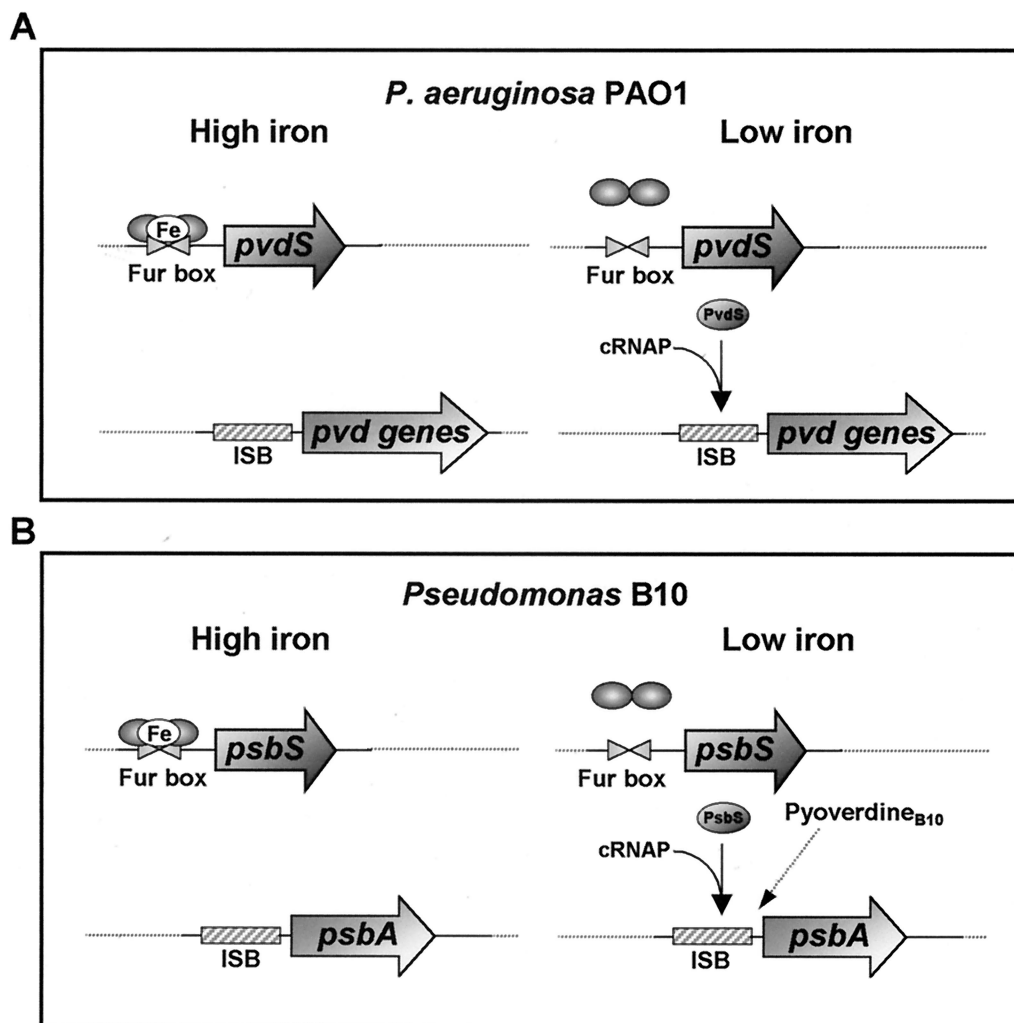 A
P. aeruginosa PAO1
High iron
Low iron
Fe
pvdS
Fur box
pvdS
Fur box
PvdS
cRNAP
pvd genes
ISB
pvd genes
ISB
B
Pseudomonas B10
High iron
Low iron
Fe
psbS
Fur box
psbS
Fur box
PsbS
PyoverdineB10
cRNAP
psbA
ISB
psbA
ISB